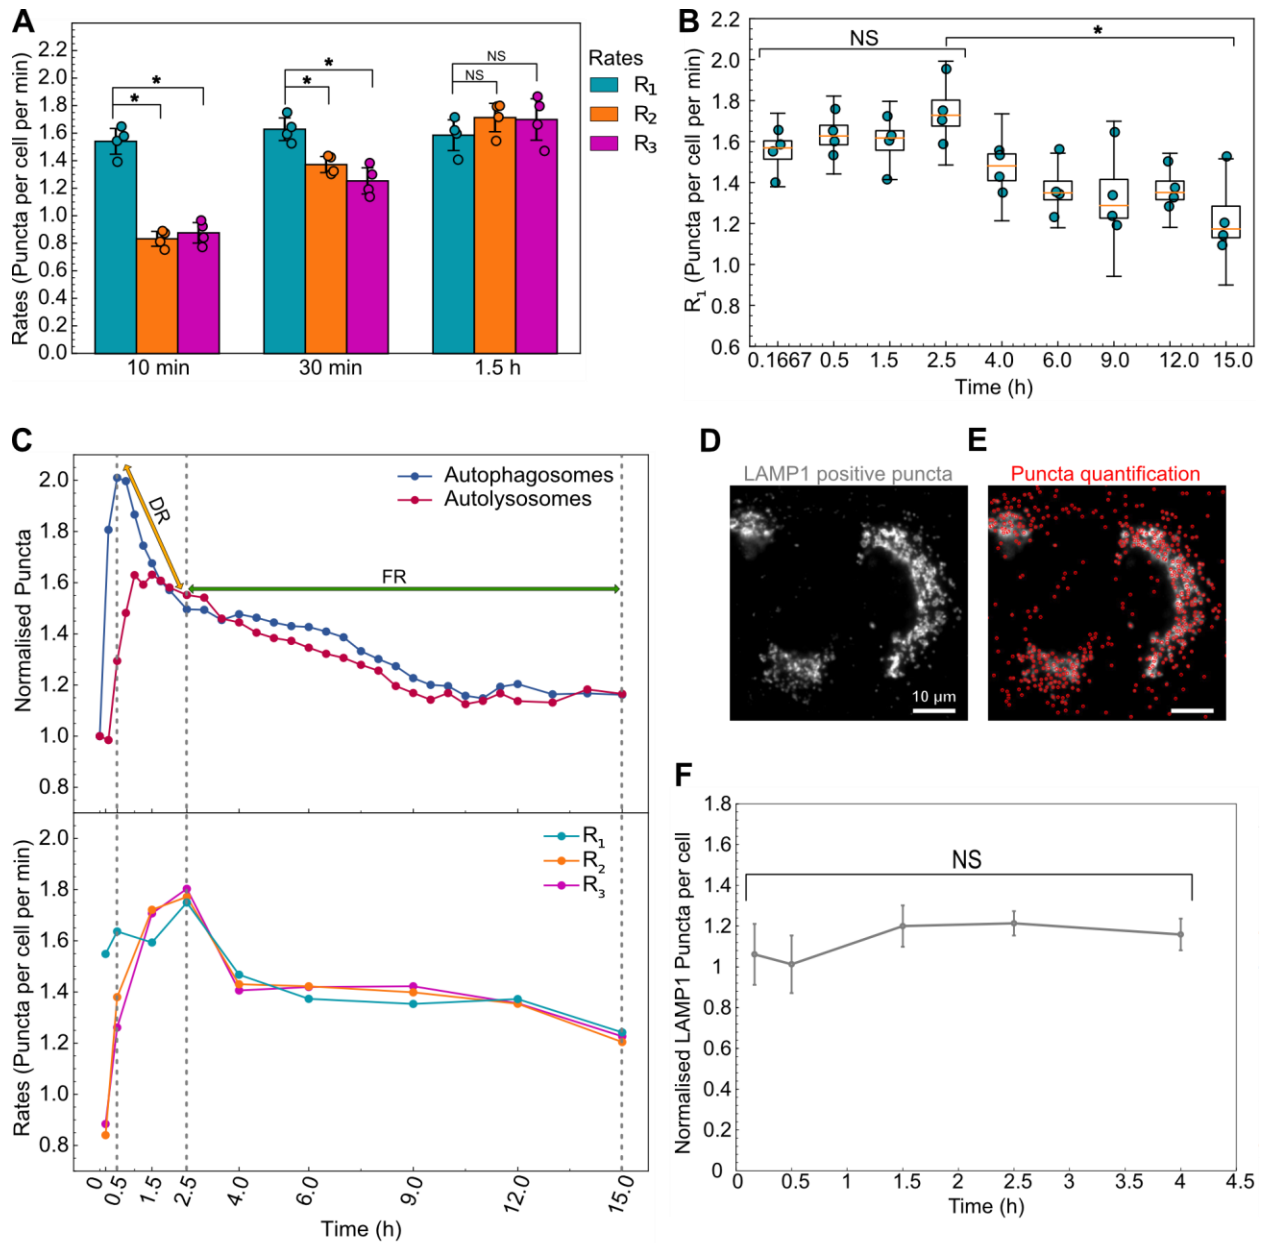 A
Rates (Puncta per cell per min)
2.2
2.0
1.8
1.6
1.4
1.2
1.0
0.8
0.6
0.4
0.2
0.0
*
*
*
*
NS
NS
10 min
30 min
1.5 h
Rates
R1
R2
R3
B
R1 (Puncta per cell per min)
2.2
2.0
1.8
1.6
1.4
1.2
1.0
0.8
0.6
NS
*
0.1667 0.5 1.5 2.5 4.0 6.0 9.0 12.0 15.0
Time (h)
C
Normalised Puncta
2.0
1.8
1.6
1.4
1.2
1.0
0.8
DR
FR
Autophagosomes
Autolysosomes
Rates (Puncta per cell per min)
2.0
1.8
1.6
1.4
1.2
1.0
0.8
R1
R2
R3
0 0.5 1.5 2.5 4.0 6.0 9.0 12.0 15.0
Time (h)
D
LAMP1 positive puncta
10 µm
E
Puncta quantification
F
Normalised LAMP1 Puncta per cell
1.8
1.6
1.4
1.2
1
0.8
0.6
0.4
0.2
0
NS
0 0.5 1 1.5 2 2.5 3 3.5 4 4.5
Time (h)